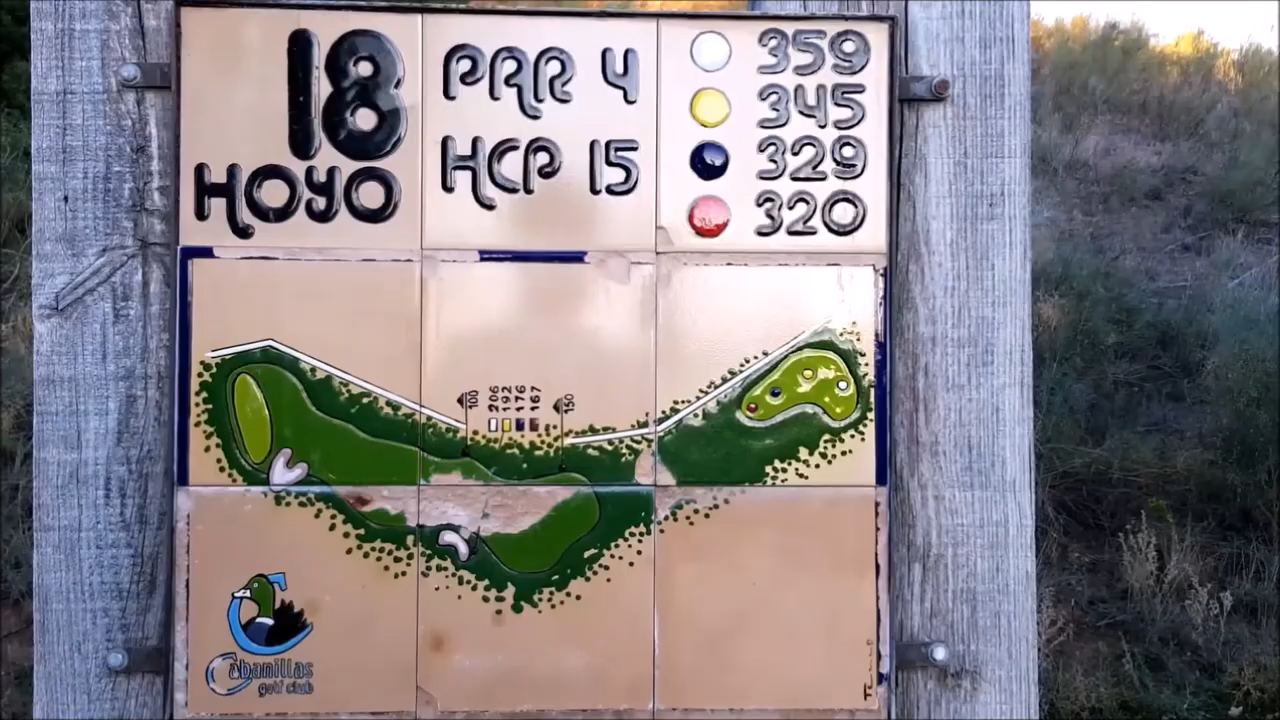 18
HOYO
PAR 4
HCP 15
359
345
329
320
100
206
192
176
167
150
Cabanillas
golf club